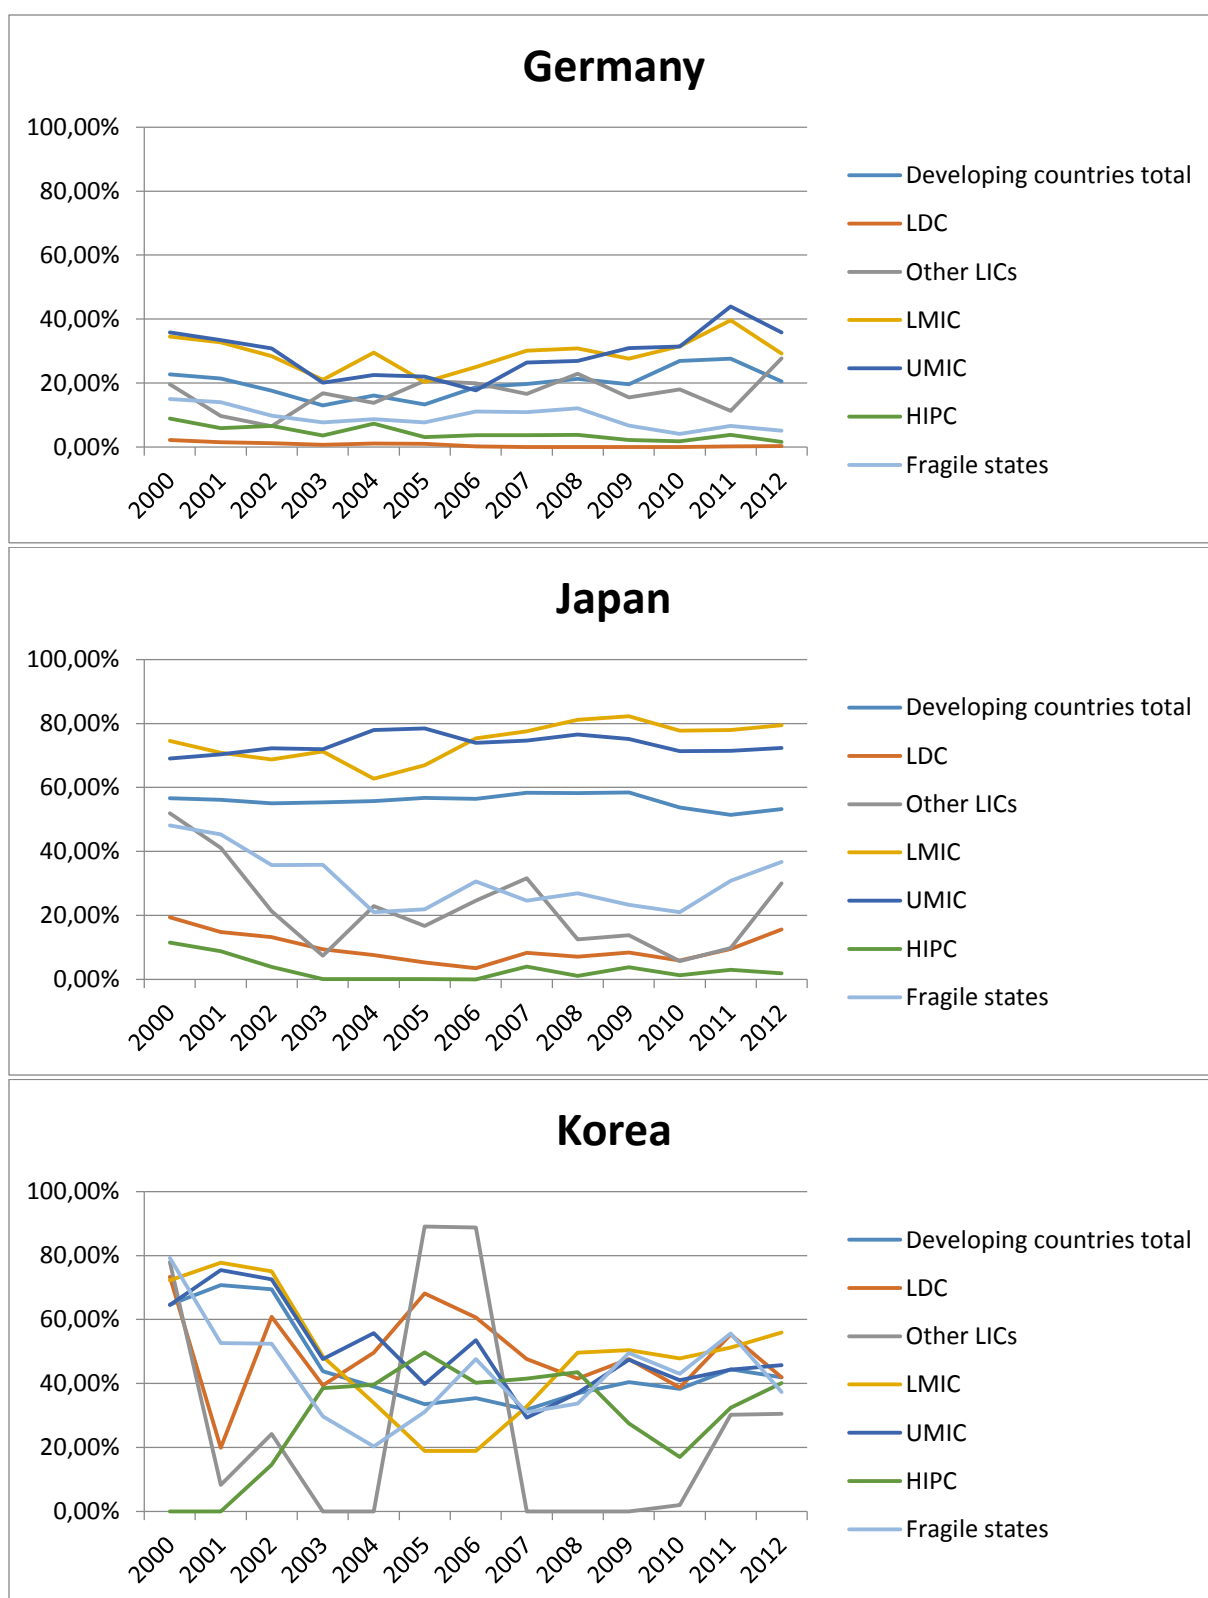 Germany
100,00%
80,00%
60,00%
40,00%
20,00%
0,00%
2000
2001
2002
2003
2004
2005
2006
2007
2008
2009
2010
2011
2012
Developing countries total
LDC
Other LICs
LMIC
UMIC
HIPC
Fragile states
Japan
100,00%
80,00%
60,00%
40,00%
20,00%
0,00%
2000
2001
2002
2003
2004
2005
2006
2007
2008
2009
2010
2011
2012
Developing countries total
LDC
Other LICs
LMIC
UMIC
HIPC
Fragile states
Korea
100,00%
80,00%
60,00%
40,00%
20,00%
0,00%
2000
2001
2002
2003
2004
2005
2006
2007
2008
2009
2010
2011
2012
Developing countries total
LDC
Other LICs
LMIC
UMIC
HIPC
Fragile states